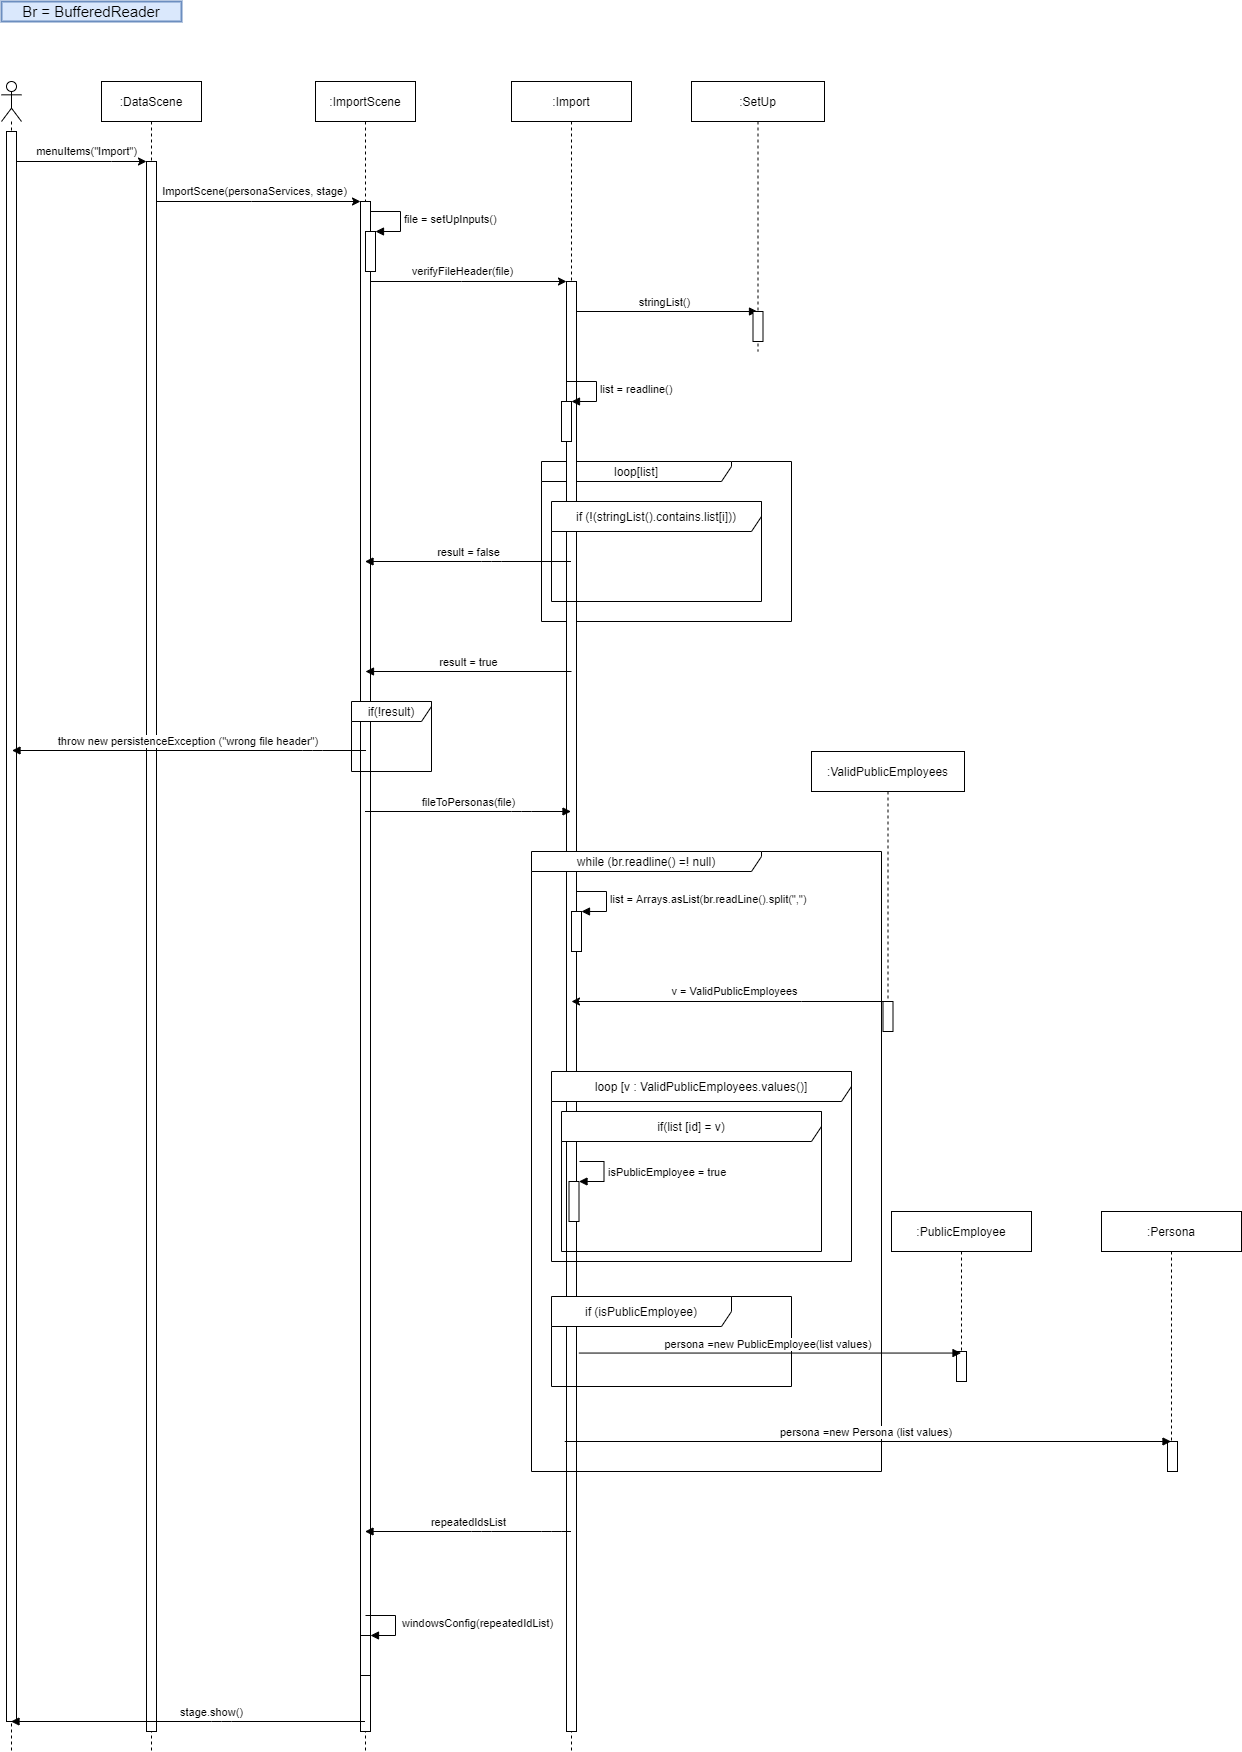 Br = BufferedReader
:DataScene
:ImportScene
:Import
:SetUp
menuItems("Import")
ImportScene(personaServices, stage)
file = setUpInputs()
verifyFileHeader(file)
stringList()
list = readline()
loop[list]
if (!(stringList().contains.list[i]))
result = false
result = true
if(!result)
throw new persistenceException ("wrong file header")
:ValidPublicEmployees
fileToPersonas(file)
while (br.readline() =! null)
list = Arrays.asList(br.readLine().split(",")
v = ValidPublicEmployees
loop [v : ValidPublicEmployees.values()]
if(list [id] = v)
isPublicEmployee = true
:PublicEmployee
:Persona
if (isPublicEmployee)
persona =new PublicEmployee(list values)
persona =new Persona (list values)
repeatedIdsList
windowsConfig(repeatedIdList)
stage.show()